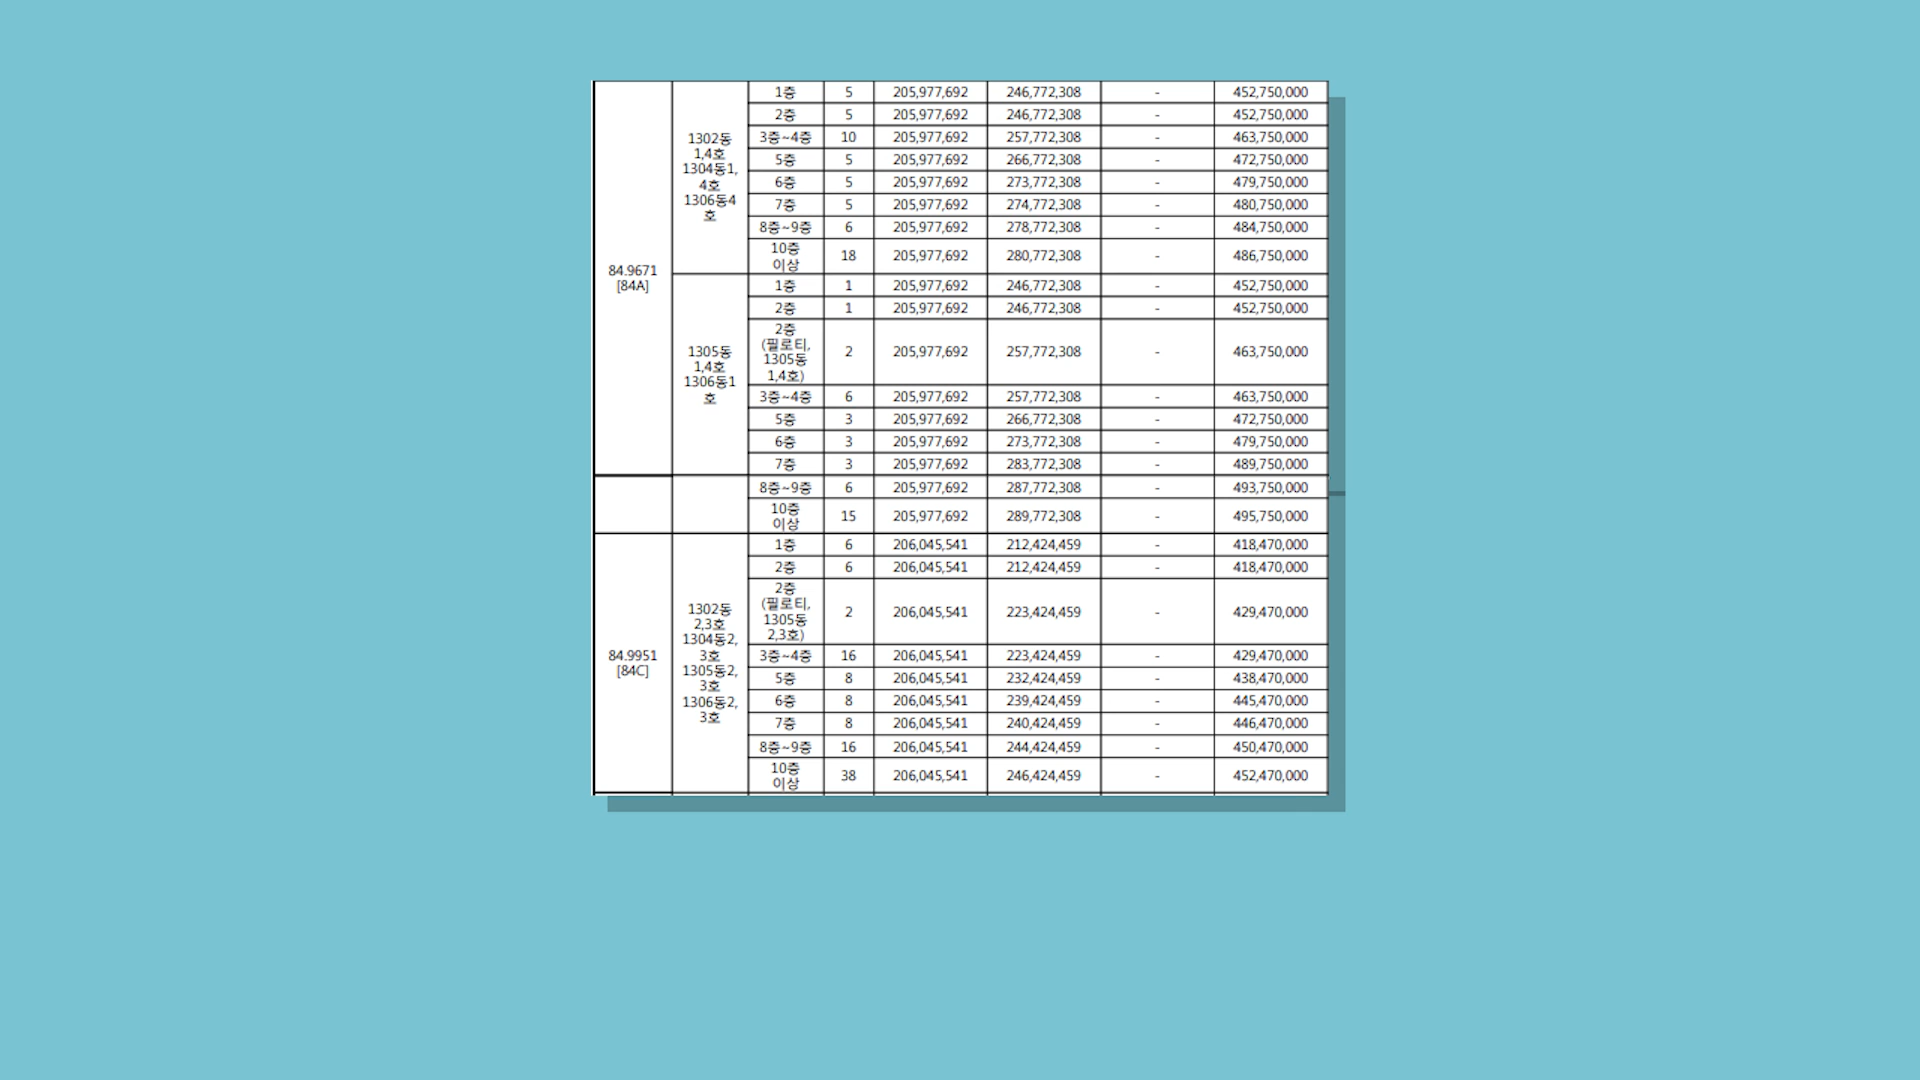 84.9671
[84A]
1302동
1,4호
1304동1,
4호
1306동4
호
1층 5 205,977,692 246,772,308 - 452,750,000
2층 5 205,977,692 246,772,308 - 452,750,000
3층~4층 10 205,977,692 257,772,308 - 463,750,000
5층 5 205,977,692 266,772,308 - 472,750,000
6층 5 205,977,692 273,772,308 - 479,750,000
7층 5 205,977,692 274,772,308 - 480,750,000
8층~9층 6 205,977,692 278,772,308 - 484,750,000
10층
이상 18 205,977,692 280,772,308 - 486,750,000
1305동
1,4호
1306동1
호
1층 1 205,977,692 246,772,308 - 452,750,000
2층 1 205,977,692 246,772,308 - 452,750,000
2층
(필로티,
1305동
1,4호) 2 205,977,692 257,772,308 - 463,750,000
3층~4층 6 205,977,692 257,772,308 - 463,750,000
5층 3 205,977,692 266,772,308 - 472,750,000
6층 3 205,977,692 273,772,308 - 479,750,000
7층 3 205,977,692 283,772,308 - 489,750,000
8층~9층 6 205,977,692 287,772,308 - 493,750,000
10층
이상 15 205,977,692 289,772,308 - 495,750,000
84.9951
[84C]
1302동
2,3호
1304동2,
3호
1305동2,
3호
1306동2,
3호
1층 6 206,045,541 212,424,459 - 418,470,000
2층 6 206,045,541 212,424,459 - 418,470,000
2층
(필로티,
1305동
2,3호) 2 206,045,541 223,424,459 - 429,470,000
3층~4층 16 206,045,541 223,424,459 - 429,470,000
5층 8 206,045,541 232,424,459 - 438,470,000
6층 8 206,045,541 239,424,459 - 445,470,000
7층 8 206,045,541 240,424,459 - 446,470,000
8층~9층 16 206,045,541 244,424,459 - 450,470,000
10층
이상 38 206,045,541 246,424,459 - 452,470,000